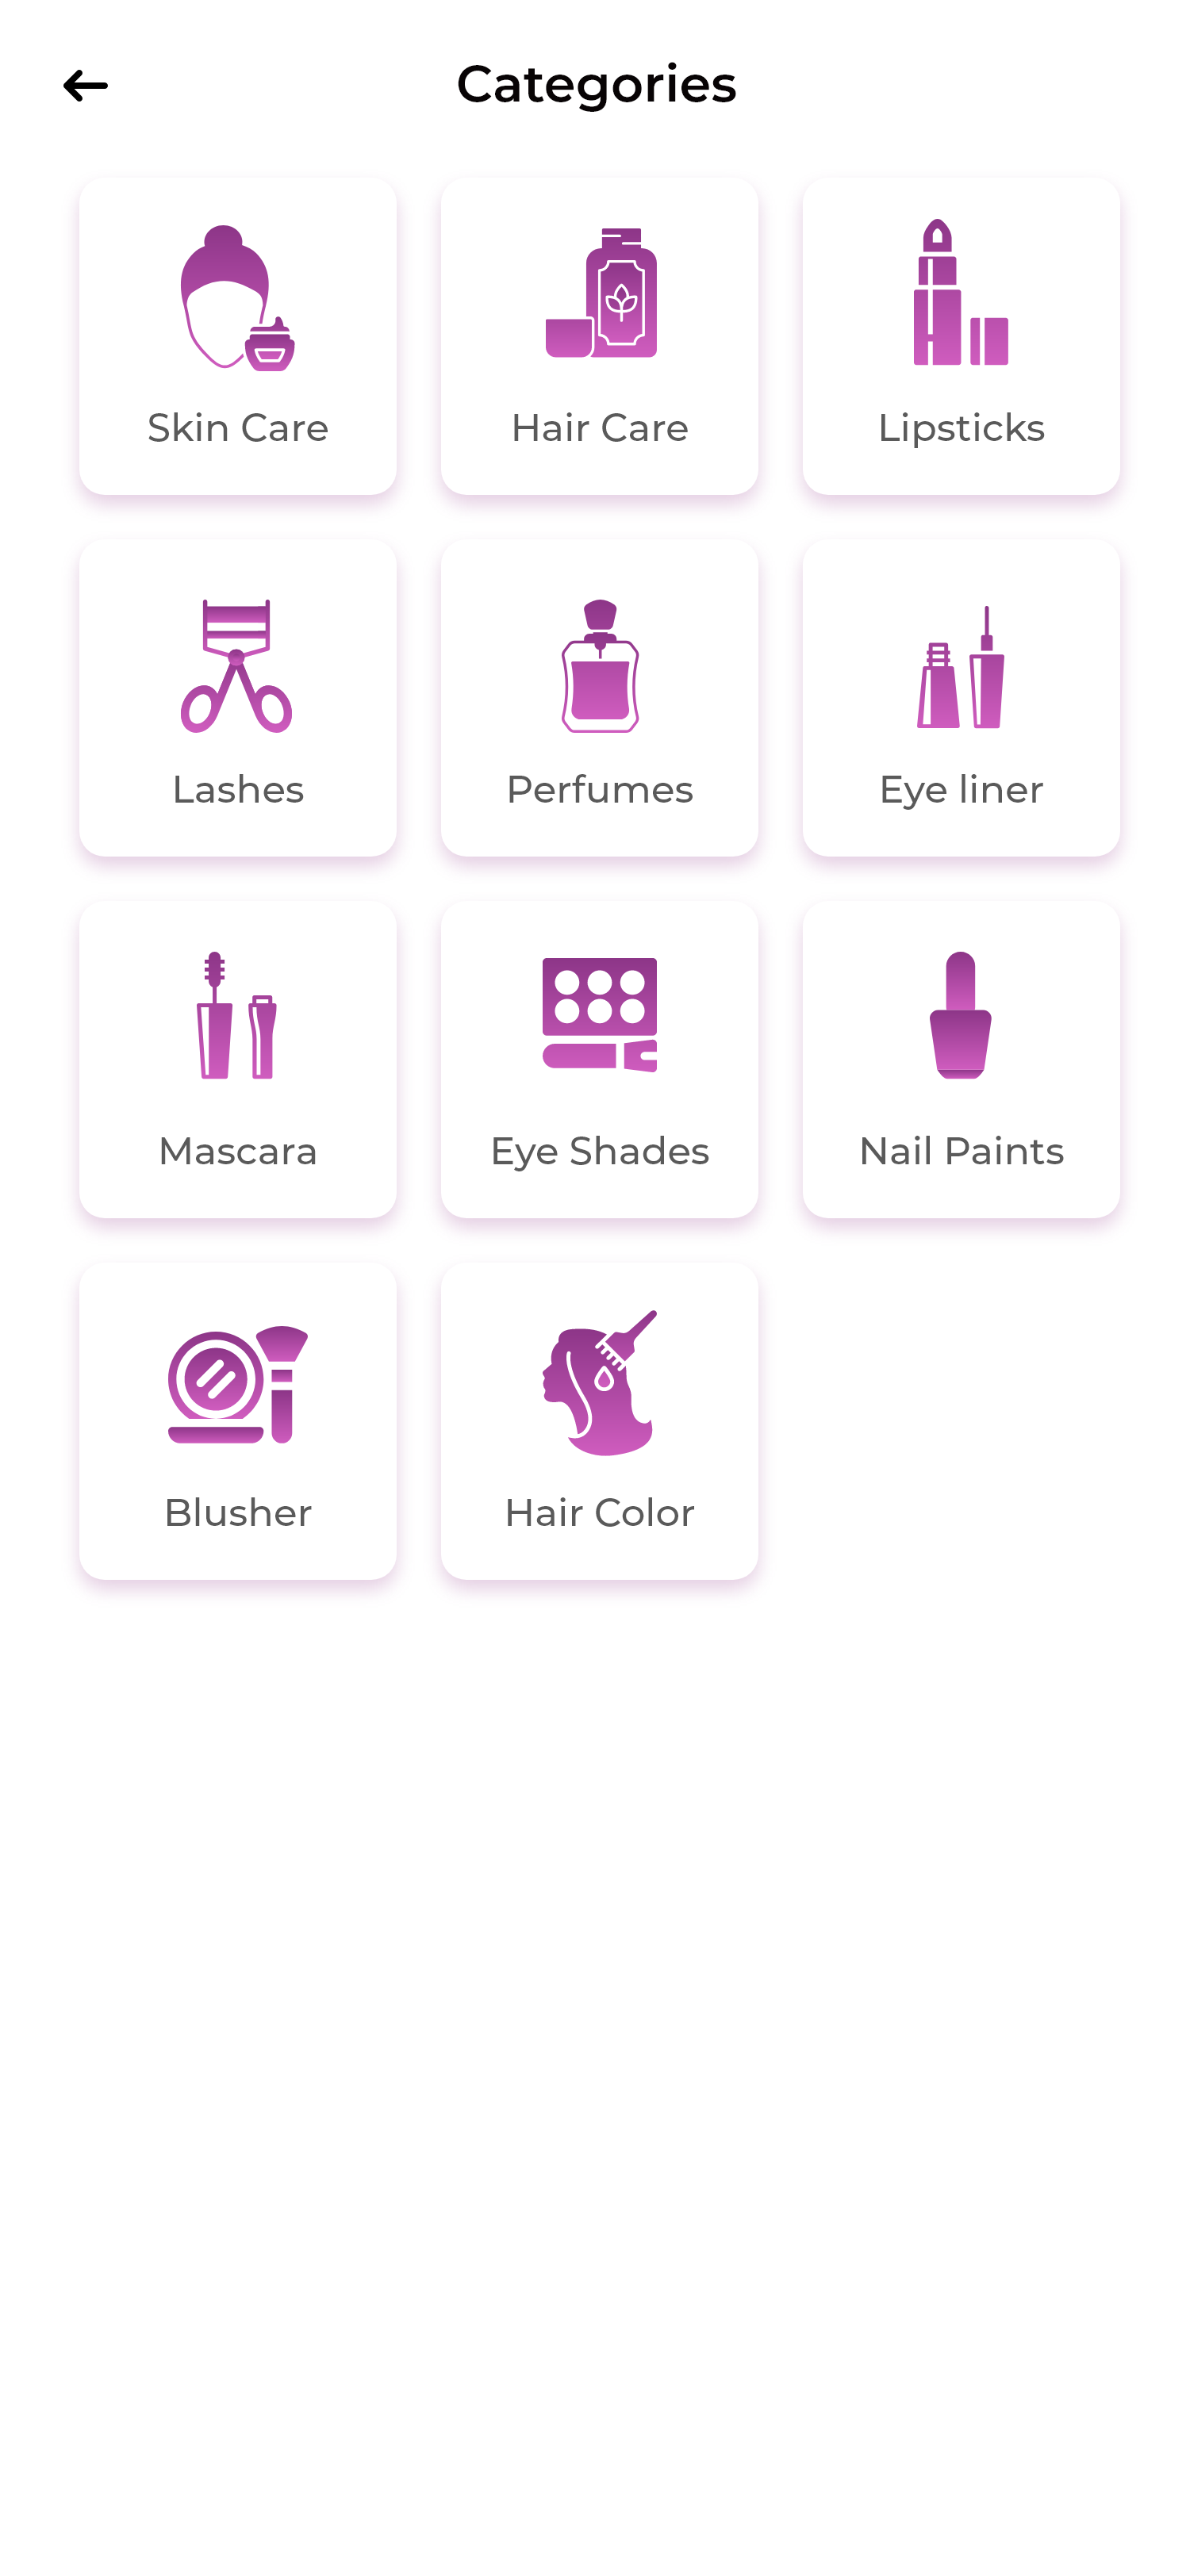 Categories
Skin Care
Hair Care
Lipsticks
Lashes
Perfumes
Eye liner
Mascara
Eye Shades
Nail Paints
Blusher
Hair Color